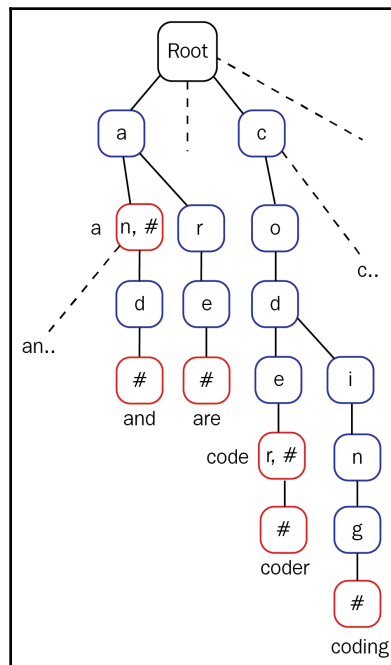 Root
a c
a n, # r o
c..
d e d
an..
# # e i
and are
code r, # n
# g
coder
#
coding